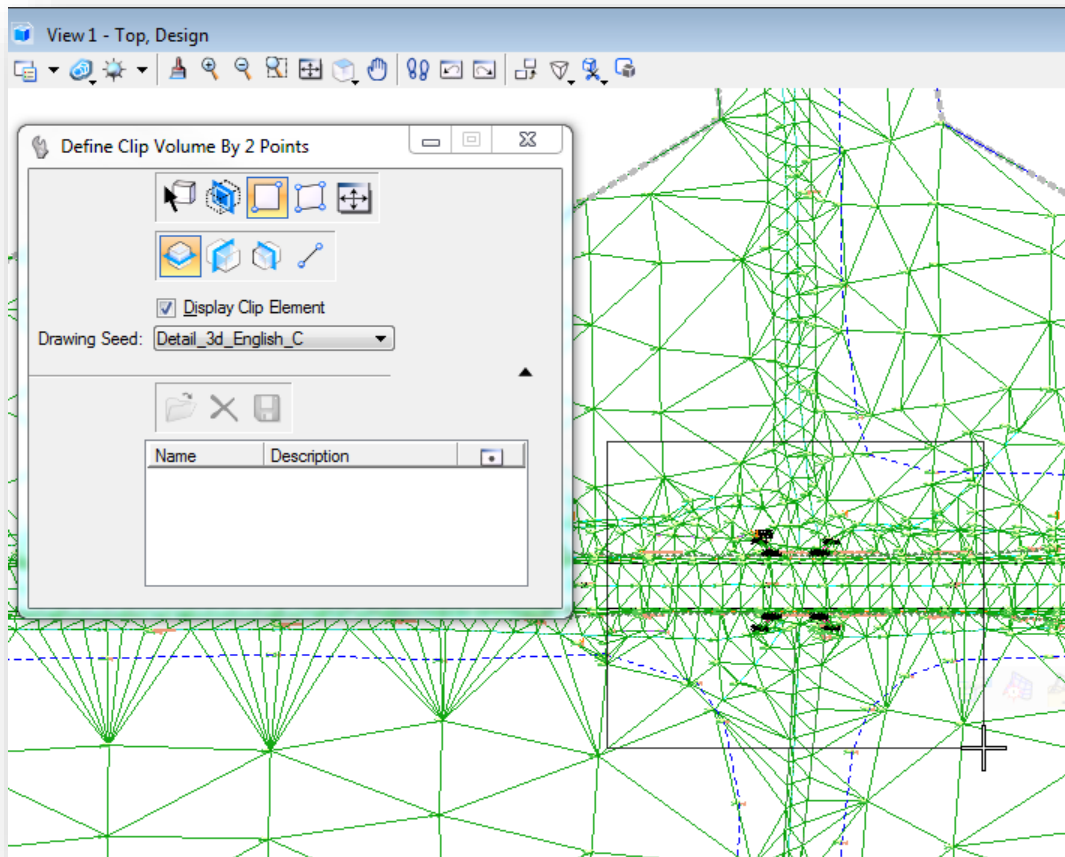 View 1 - Top, Design
Define Clip Volume By 2 Points
Display Clip Element
Drawing Seed: Detail_3d_English_C
Name Description